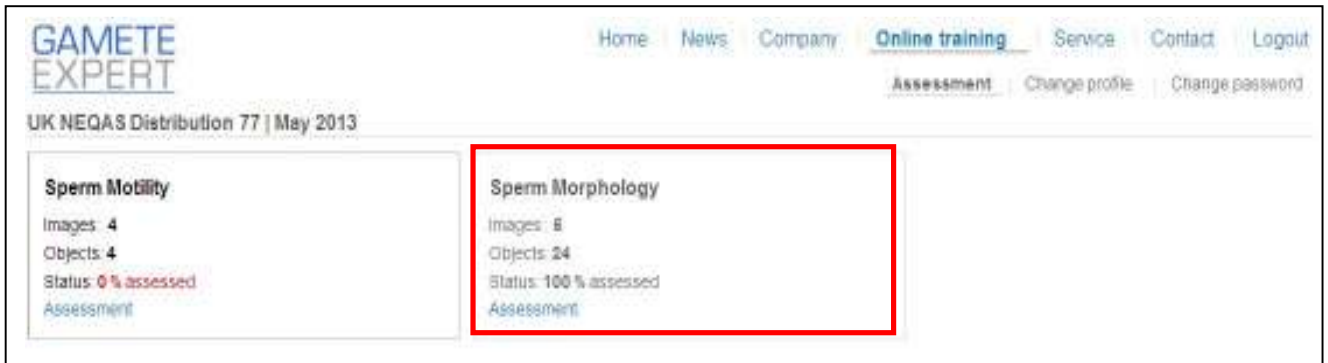 GAMETE
EXPERT
Home News Company Online training Service Contact Logout
Assessment Change profile Change password
UK NEQAS Distribution 77 | May 2013
Sperm Motility
Images: 4
Objects: 4
Status: 0 % assessed
Assessment
Sperm Morphology
Images:
Objects: 24
Status: 100 % assessed
Assessment